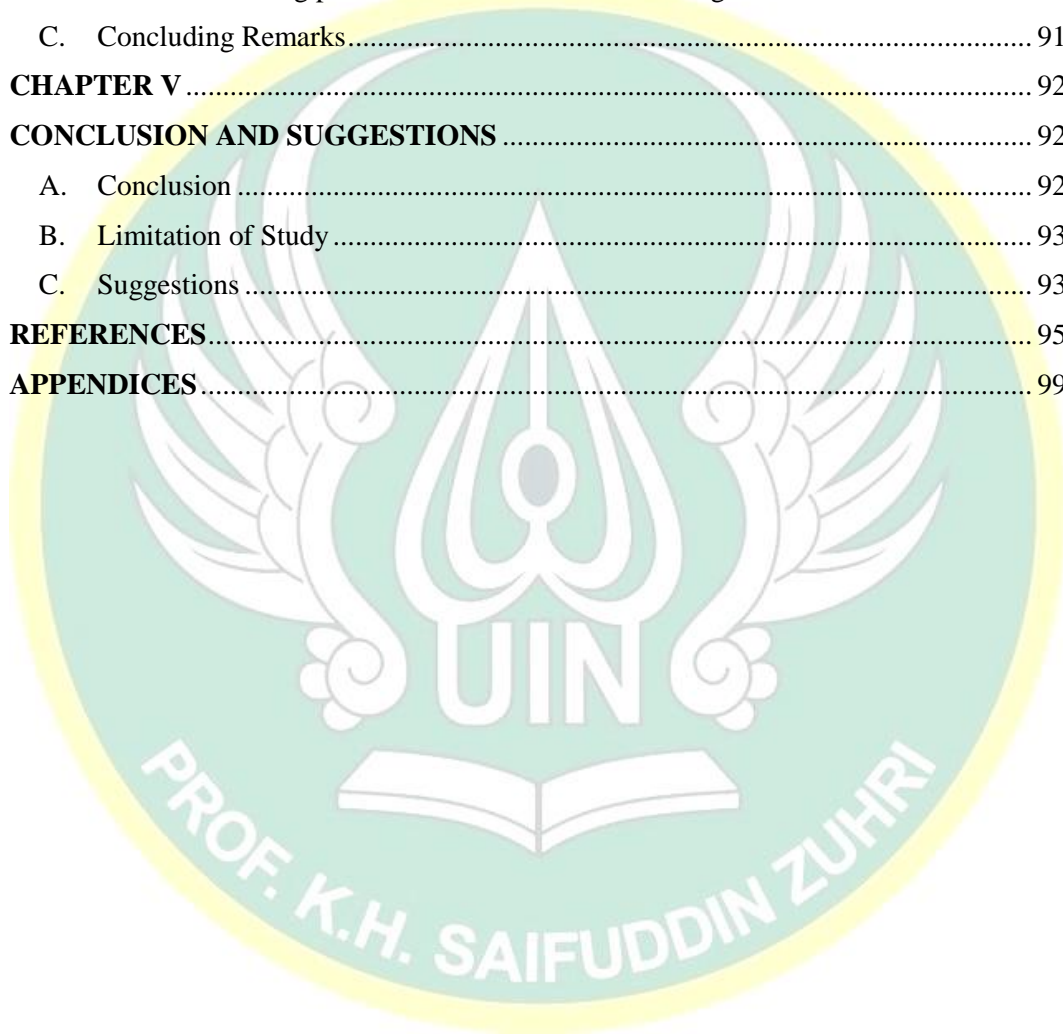 C. Concluding Remarks........................................................ 91
CHAPTER V........................................................ 92
CONCLUSION AND SUGGESTIONS........................................................ 92
A. Conclusion........................................................ 92
B. Limitation of Study........................................................ 93
C. Suggestions........................................................ 93
REFERENCES........................................................ 95
APPENDICES........................................................ 99
UIN
PROF. K.H. SAIFUDDIN ZUHRI